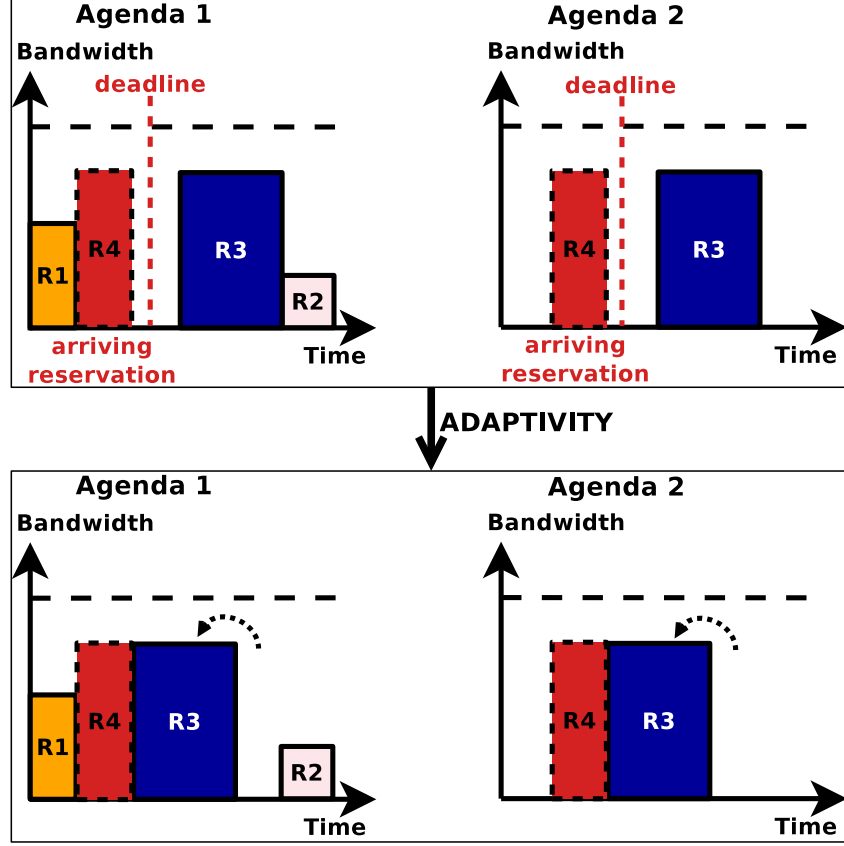 Agenda 1
Bandwidth
deadline
R1
R4
R3
R2
Time
arriving
reservation
Agenda 2
Bandwidth
deadline
R4
R3
Time
arriving
reservation
ADAPTIVITY
Agenda 1
Bandwidth
R1
R4
R3
R2
Time
Agenda 2
Bandwidth
R4
R3
Time